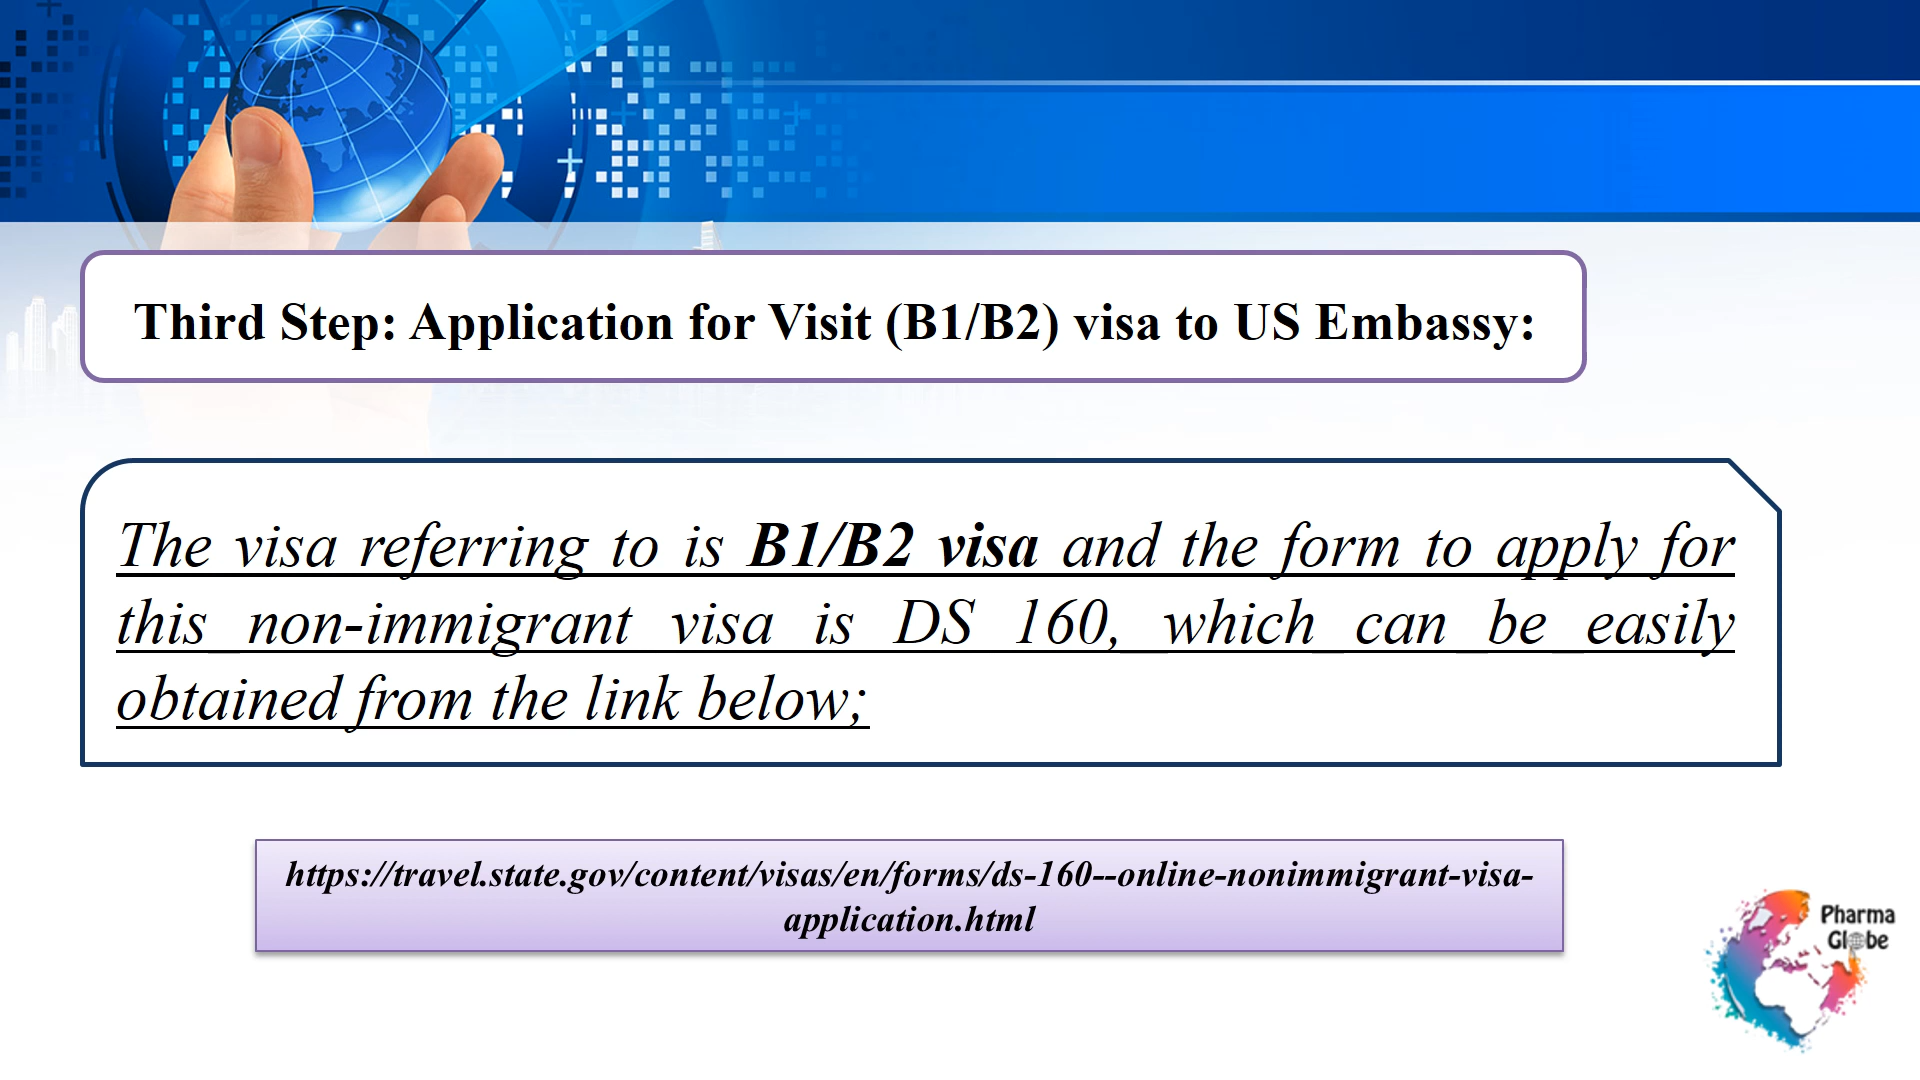 Third Step: Application for Visit (B1/B2) visa to US Embassy:
The visa referring to is B1/B2 visa and the form to apply for
this non-immigrant visa is DS 160, which can be easily
obtained from the link below;
https://travel.state.gov/content/visas/en/forms/ds-160--online-nonimmigrant-visa-
application.html
Pharma
Globe